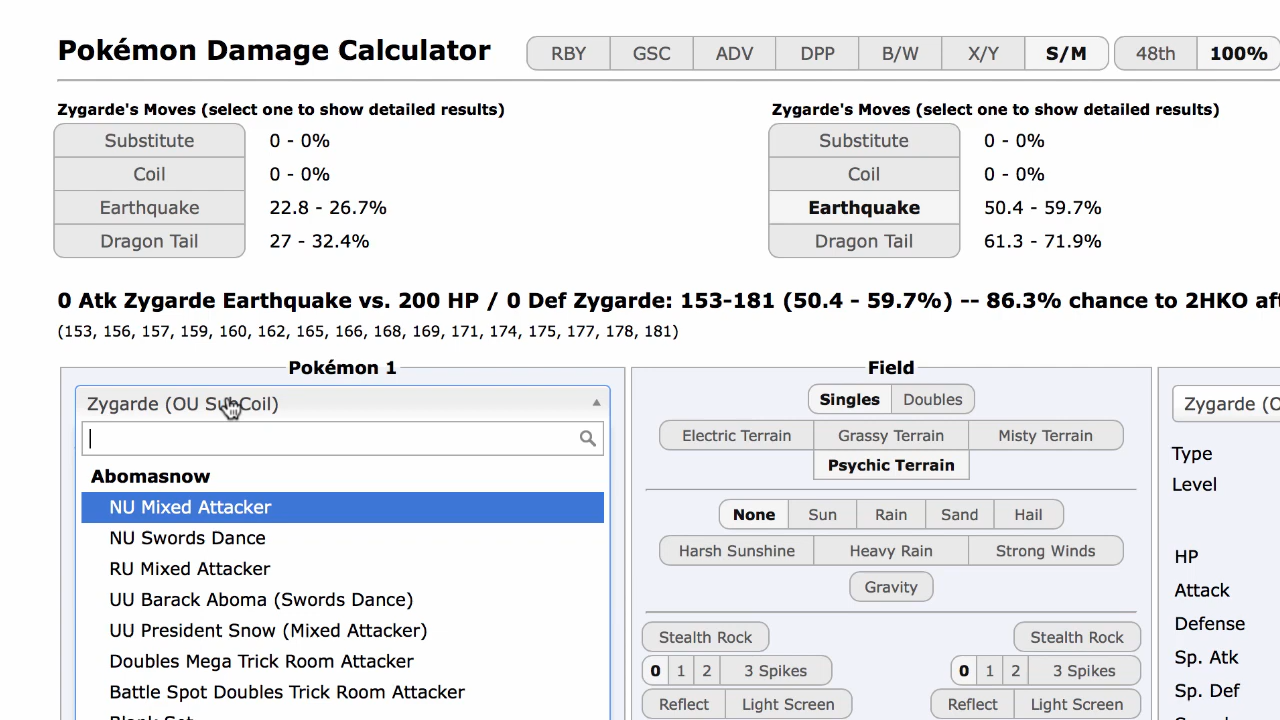 Pokémon Damage Calculator
RBY GSC ADV DPP B/W X/Y S/M 48th 100%
Zygarde's Moves (select one to show detailed results)
Substitute 0 - 0%
Coil 0 - 0%
Earthquake 22.8 - 26.7%
Dragon Tail 27 - 32.4%
Zygarde's Moves (select one to show detailed results)
Substitute 0 - 0%
Coil 0 - 0%
Earthquake 50.4 - 59.7%
Dragon Tail 61.3 - 71.9%
0 Atk Zygarde Earthquake vs. 200 HP / 0 Def Zygarde: 153-181 (50.4 - 59.7%) -- 86.3% chance to 2HKO af
(153, 156, 157, 159, 160, 162, 165, 166, 168, 169, 171, 174, 175, 177, 178, 181)
Pokémon 1
Zygarde (OU SubCoil)
Abomasnow
NU Mixed Attacker
NU Swords Dance
RU Mixed Attacker
UU Barack Aboma (Swords Dance)
UU President Snow (Mixed Attacker)
Doubles Mega Trick Room Attacker
Battle Spot Doubles Trick Room Attacker
Blank Set
Field
Singles Doubles
Electric Terrain Grassy Terrain Misty Terrain
Psychic Terrain
None Sun Rain Sand Hail
Harsh Sunshine Heavy Rain Strong Winds
Gravity
Stealth Rock Stealth Rock
0 1 2 3 Spikes 0 1 2 3 Spikes
Reflect Light Screen Reflect Light Screen
Zygarde (O
Type
Level
HP
Attack
Defense
Sp. Atk
Sp. Def